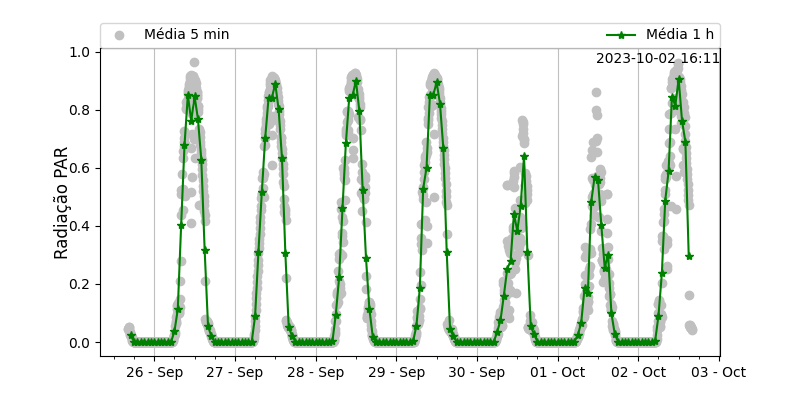 Média 5 min
Média 1 h
2023-10-02 16:11
Radiação PAR
1.0
0.8
0.6
0.4
0.2
0.0
26 - Sep
27 - Sep
28 - Sep
29 - Sep
30 - Sep
01 - Oct
02 - Oct
03 - Oct